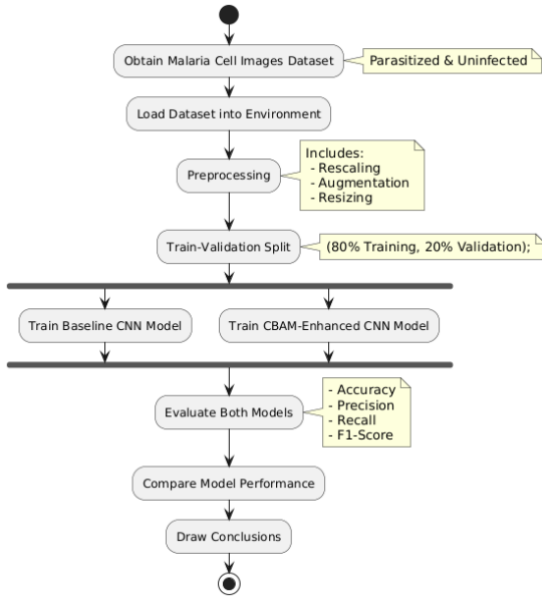 Obtain Malaria Cell Images Dataset
Parasitized & Uninfected
Load Dataset into Environment
Preprocessing
Includes:
- Rescaling
- Augmentation
- Resizing
Train-Validation Split
(80% Training, 20% Validation);
Train Baseline CNN Model
Train CBAM-Enhanced CNN Model
Evaluate Both Models
- Accuracy
- Precision
- Recall
- F1-Score
Compare Model Performance
Draw Conclusions